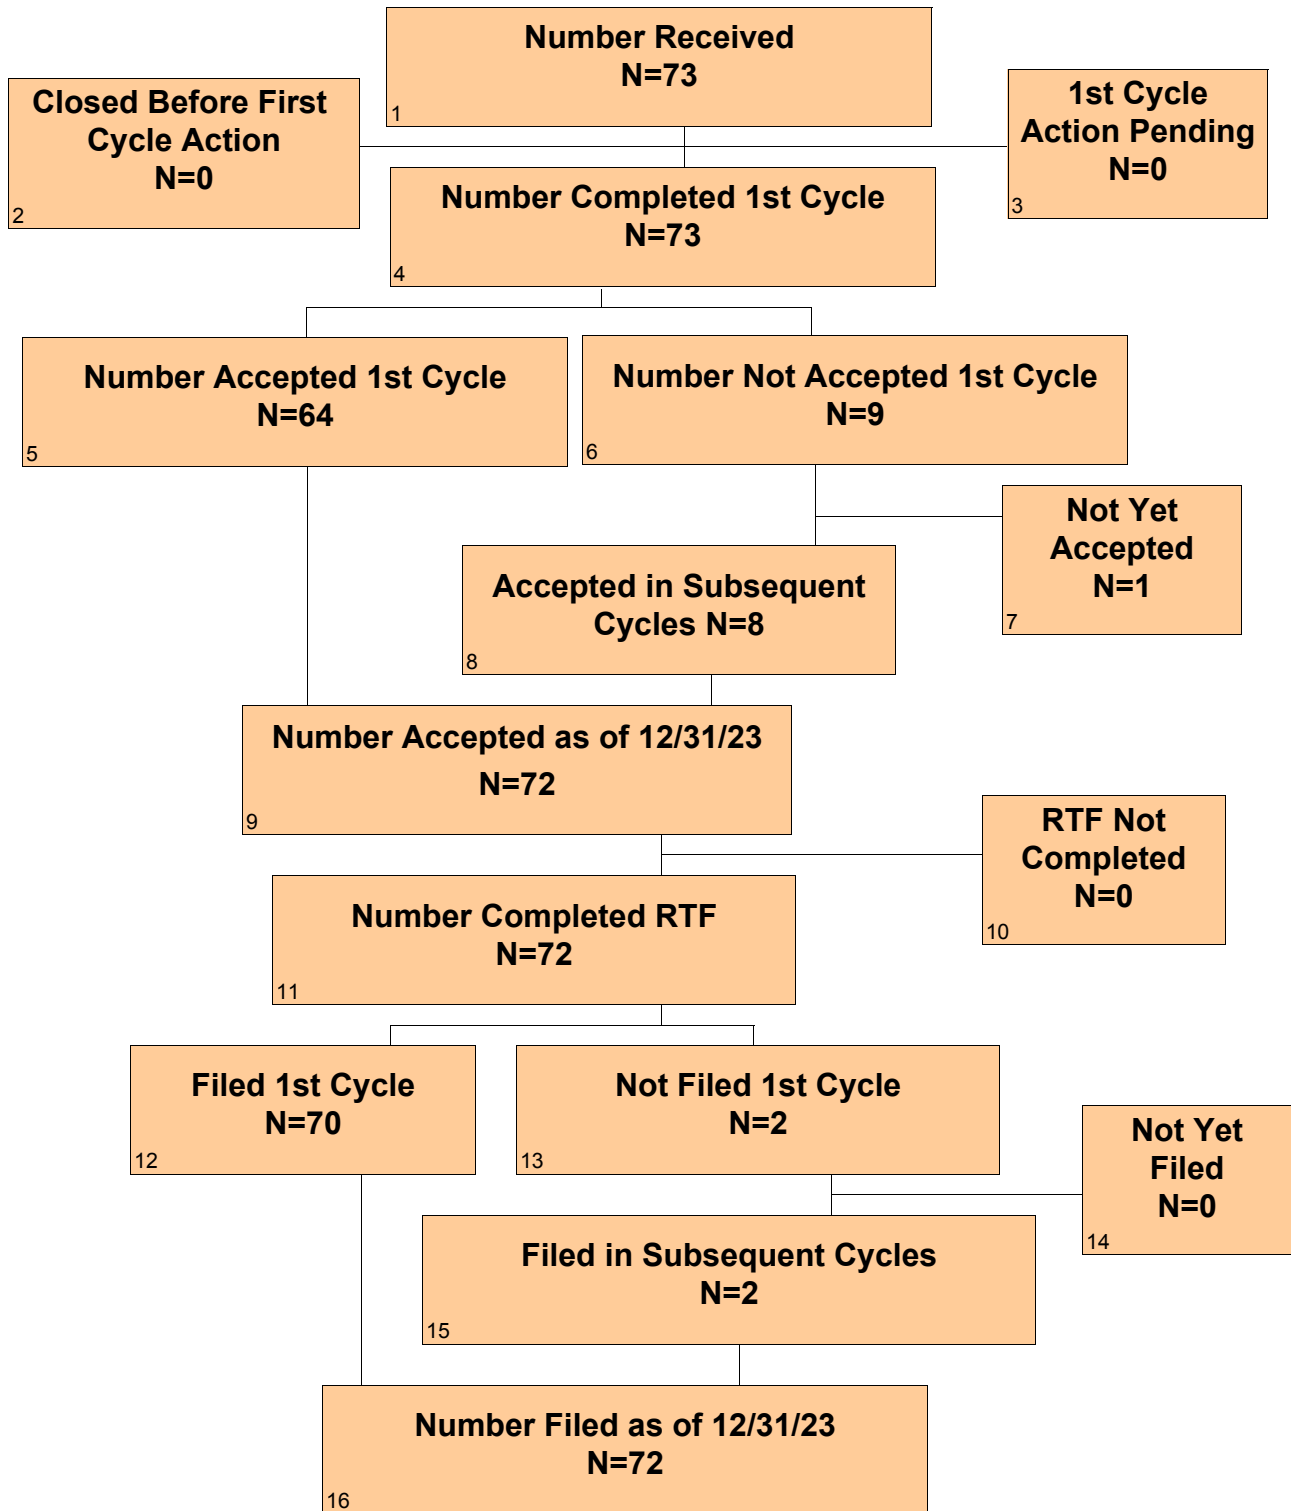 Number Received
N=73
1
Closed Before First
Cycle Action
N=0
2
1st Cycle
Action Pending
N=0
3
Number Completed 1st Cycle
N=73
4
Number Accepted 1st Cycle
N=64
5
Number Not Accepted 1st Cycle
N=9
6
Not Yet
Accepted
N=1
7
Accepted in Subsequent
Cycles N=8
8
Number Accepted as of 12/31/23
N=72
9
RTF Not
Completed
N=0
10
Number Completed RTF
N=72
11
Filed 1st Cycle
N=70
12
Not Filed 1st Cycle
N=2
13
Not Yet
Filed
N=0
14
Filed in Subsequent Cycles
N=2
15
Number Filed as of 12/31/23
N=72
16